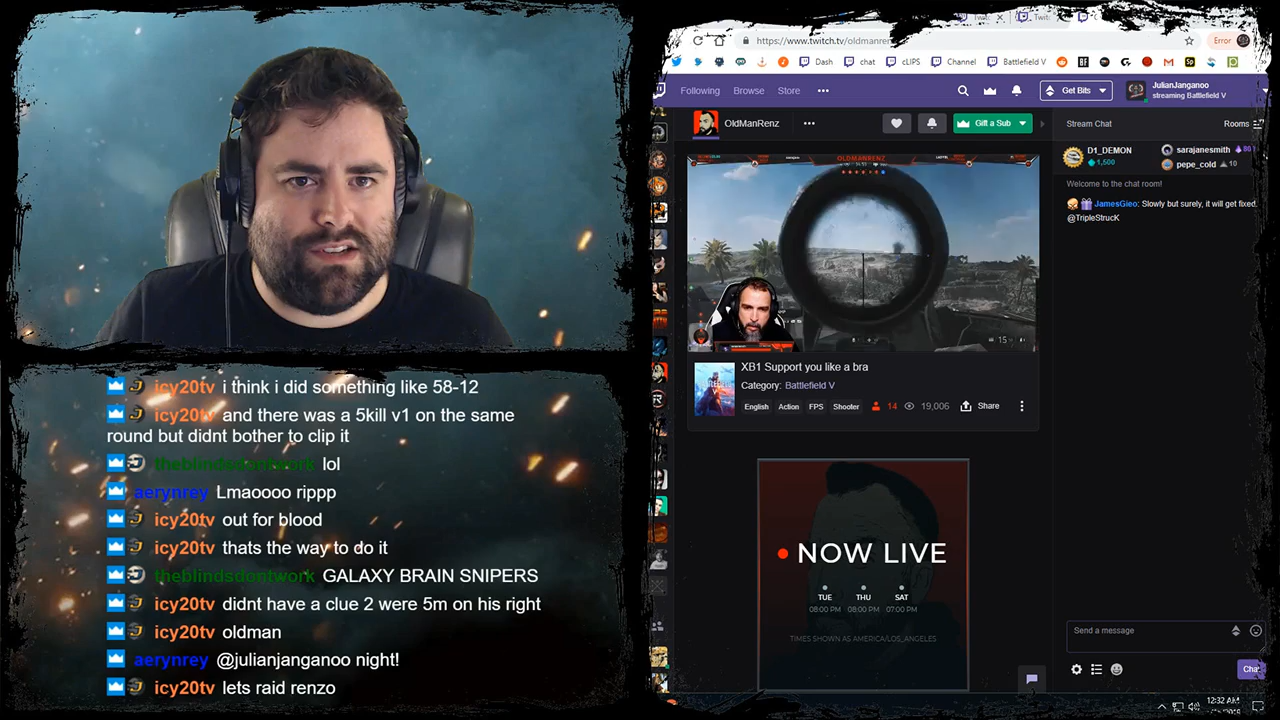 icy20tv i think i did something like 58-12
icy20tv and there was a 5kill v1 on the same
round but didnt bother to clip it
theblindsdontwork lol
aerynrey Lmaoooo rippp
icy20tv out for blood
icy20tv thats the way to do it
theblindsdontwork GALAXY BRAIN SNIPERS
icy20tv didnt have a clue 2 were 5m on his right
icy20tv oldman
aerynrey @julianjanganoo night!
icy20tv lets raid renzo
https://www.twitch.tv/oldmanren
Error
Dash chat cLIPS Channel Battlefield V
Following Browse Store
Get Bits
JulianJanganoo
streaming Battlefield V
OldManRenz
Gift a Sub
Stream Chat
Rooms
D1_DEMON
1,500
sarajanesmith
pepe_cold 10
Welcome to the chat room!
JamesGieo: Slowly but surely, it will get fixed.
@TripleStrucK
OLDMANRENZ
15
XB1 Support you like a bra
Category: Battlefield V
English Action FPS Shooter
14 19,006 Share
NOW LIVE
TUE THU SAT
08:00 PM 08:00 PM 07:00 PM
TIMES SHOWN AS AMERICA/LOS_ANGELES
Send a message
Cha
12:32 AM